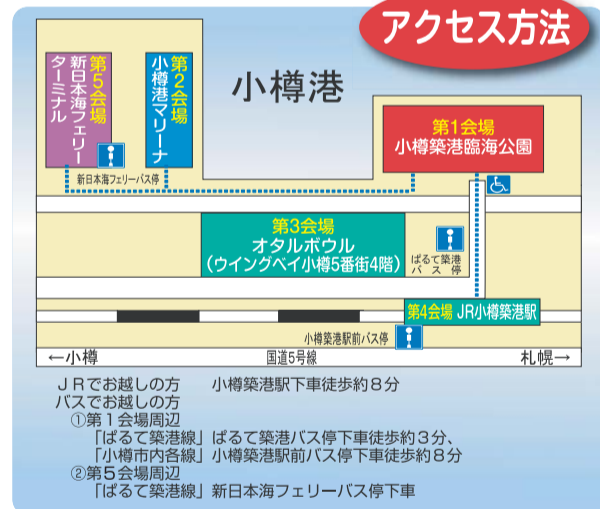 アクセス方法
小樽港
第5会場
新日本海フェリー
ターミナル
第2会場
小樽港マリーナ
第1会場
小樽築港臨海公園
新日本海フェリーバス停
第3会場
オタルボウル
（ウイングベイ小樽5番街4階）
ぱるて築港
バス停
第4会場 JR小樽築港駅
小樽築港駅前バス停
←小樽
国道5号線
札幌→
ＪＲでお越しの方　小樽築港駅下車徒歩約８分
バスでお越しの方
①第１会場周辺
「ぱるて築港線」ぱるて築港バス停下車徒歩約３分、
「小樽市内各線」小樽築港駅前バス停下車徒歩約８分
②第５会場周辺
「ぱるて築港線」新日本海フェリーバス停下車